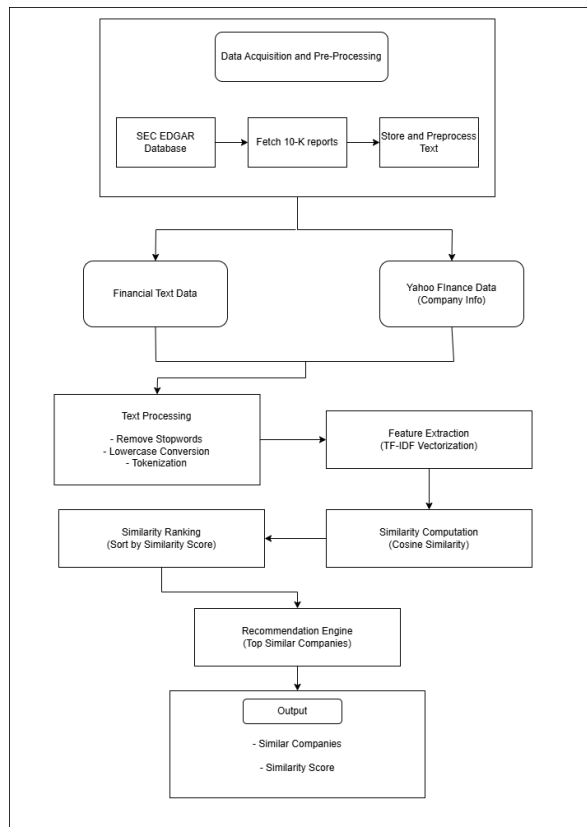 Data Acquisition and Pre-Processing
SEC EDGAR
Database
Fetch 10-K reports
Store and Preprocess
Text
Financial Text Data
Yahoo FInance Data
(Company Info)
Text Processing
- Remove Stopwords
- Lowercase Conversion
- Tokenization
Feature Extraction
(TF-IDF Vectorization)
Similarity Ranking
(Sort by Similarity Score)
Similarity Computation
(Cosine Similarity)
Recommendation Engine
(Top Similar Companies)
Output
- Similar Companies
- Similarity Score